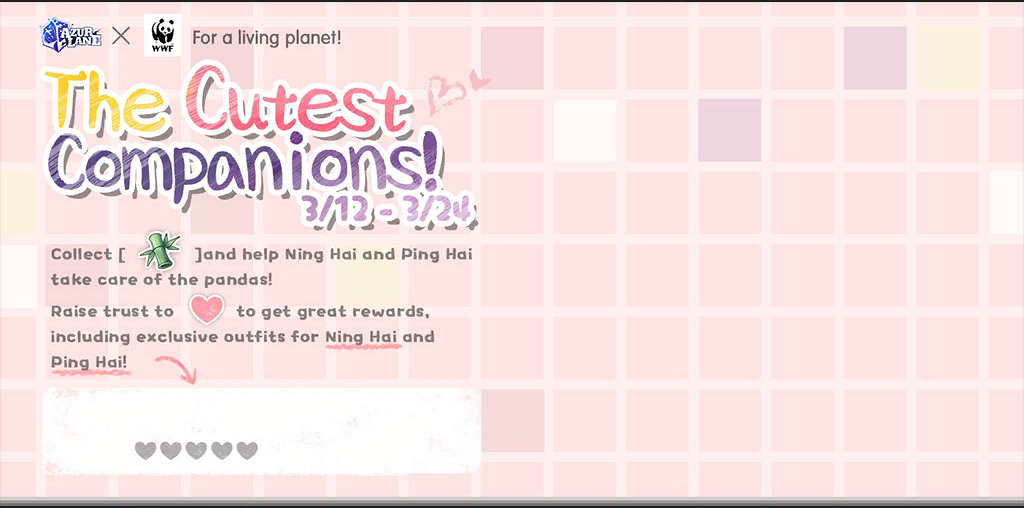 AZUR LANE × WWF For a living planet!
The Cutest
Companions!
3/12 - 3/24
Collect [ ]and help Ning Hai and Ping Hai
take care of the pandas!
Raise trust to to get great rewards,
including exclusive outfits for Ning Hai and
Ping Hai!